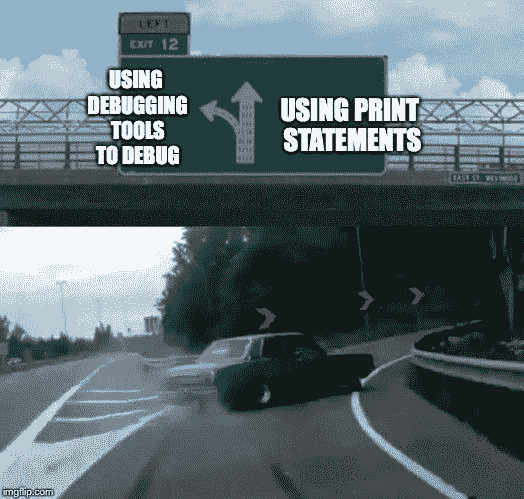 LEFT
EXIT 12
USING
DEBUGGING
TOOLS
TO DEBUG
USING PRINT
STATEMENTS
imgflip.com